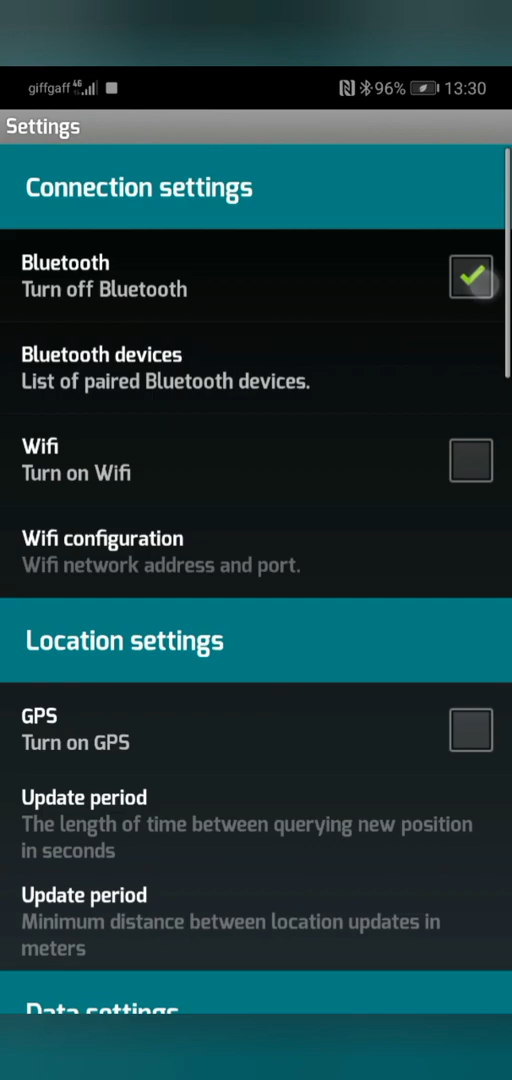 giffgaff 4G 96% 13:30
Settings
Connection settings
Bluetooth
Turn off Bluetooth
Bluetooth devices
List of paired Bluetooth devices.
Wifi
Turn on Wifi
Wifi configuration
Wifi network address and port.
Location settings
GPS
Turn on GPS
Update period
The length of time between querying new position
in seconds
Update period
Minimum distance between location updates in
meters
Data settings